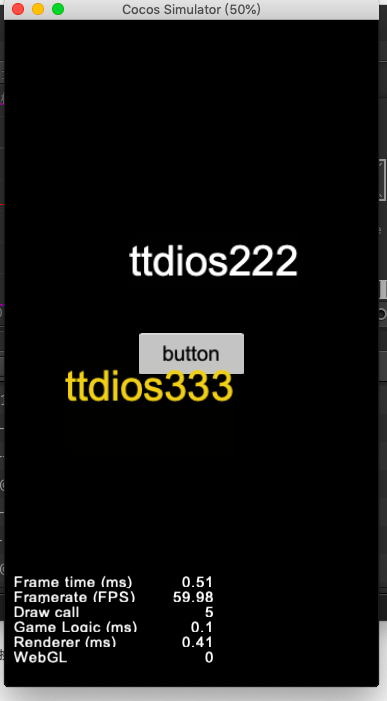 Cocos Simulator (50%)
ttdios222
button
ttdios333
Frame time (ms) 0.51
Framerate (FPS) 59.98
Draw call 5
Game Logic (ms) 0.1
Renderer (ms) 0.41
WebGL 0